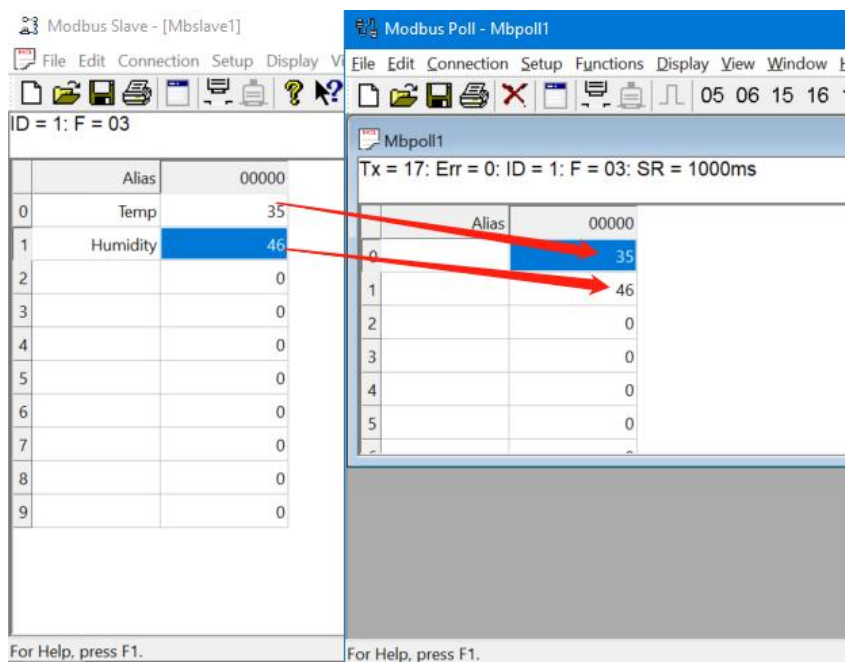 Modbus Slave - [Mbslave1]
File Edit Connection Setup Display
ID = 1: F = 03
Alias 00000
0 Temp 35
1 Humidity 46
2 0
3 0
4 0
5 0
6 0
7 0
8 0
9 0
For Help, press F1.
Modbus Poll - Mbpoll1
File Edit Connection Setup Functions Display View Window
05 06 15 16
Mbpoll1
Tx = 17: Err = 0: ID = 1: F = 03: SR = 1000ms
Alias 00000
0 35
1 46
2 0
3 0
4 0
5 0
For Help, press F1.